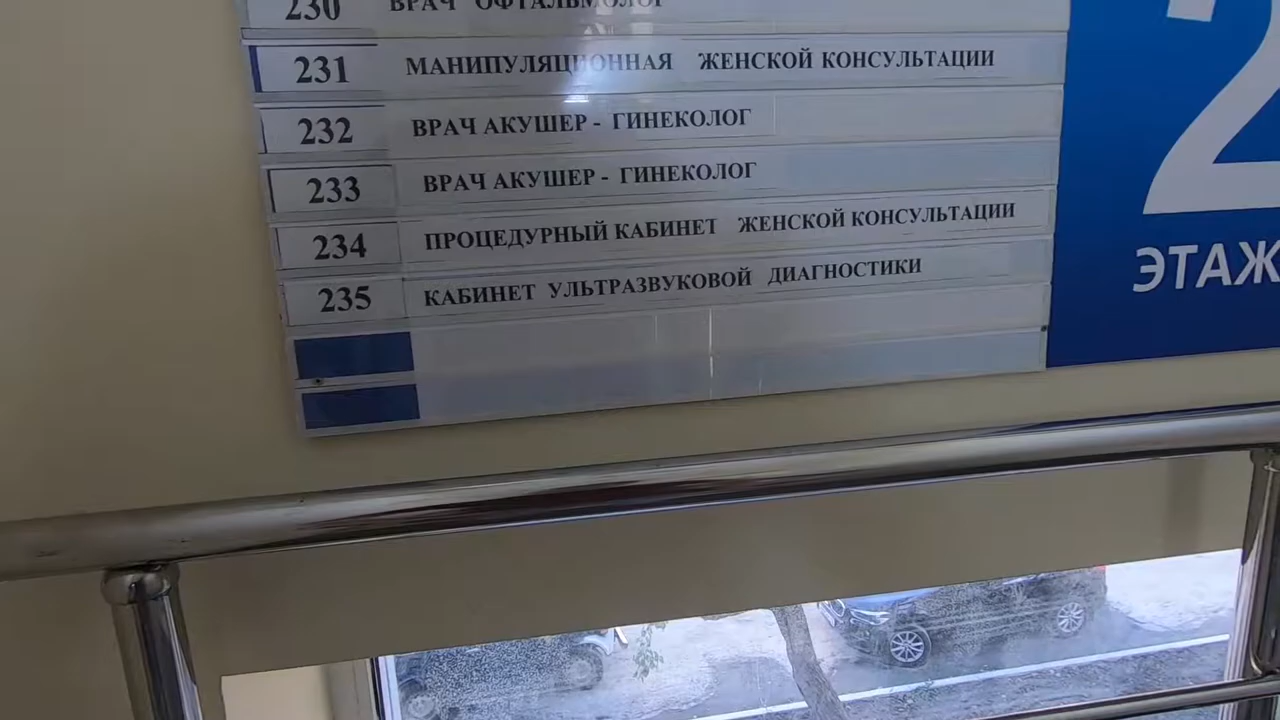 230 ВРАЧ ОФТАЛЬМОЛОГ
231 МАНИПУЛЯЦИОННАЯ ЖЕНСКОЙ КОНСУЛЬТАЦИИ
232 ВРАЧ АКУШЕР - ГИНЕКОЛОГ
233 ВРАЧ АКУШЕР - ГИНЕКОЛОГ
234 ПРОЦЕДУРНЫЙ КАБИНЕТ ЖЕНСКОЙ КОНСУЛЬТАЦИИ
235 КАБИНЕТ УЛЬТРАЗВУКОВОЙ ДИАГНОСТИКИ
2
ЭТАЖ